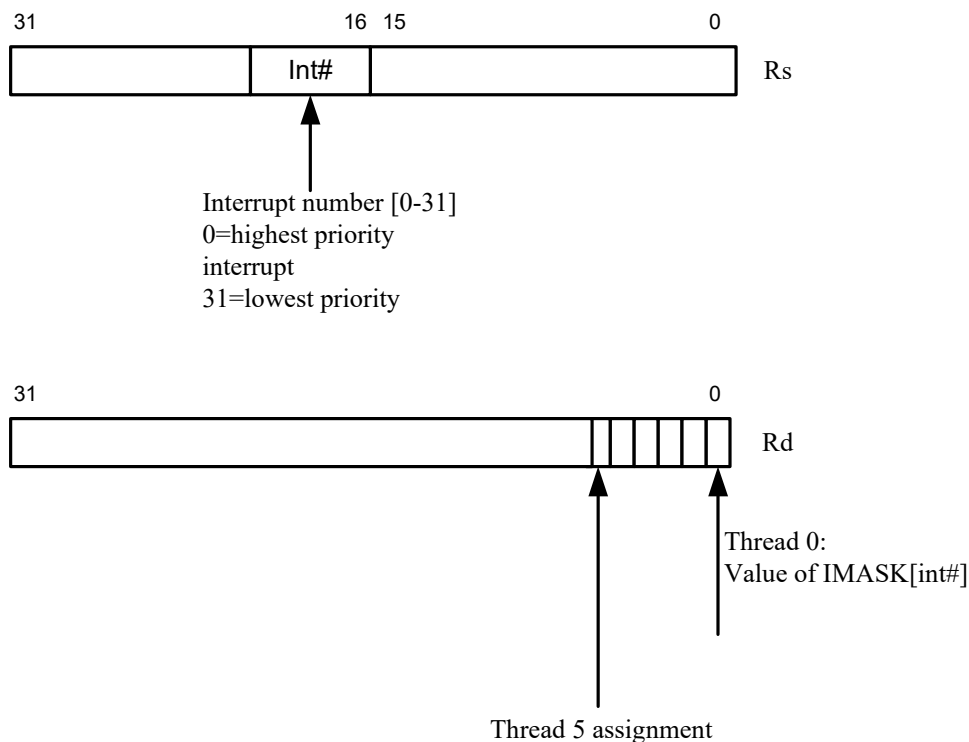 31 16 15 0
Int# Rs
Interrupt number [0-31]
0=highest priority
interrupt
31=lowest priority
31 0
Rd
Thread 0:
Value of IMASK[int#]
Thread 5 assignment